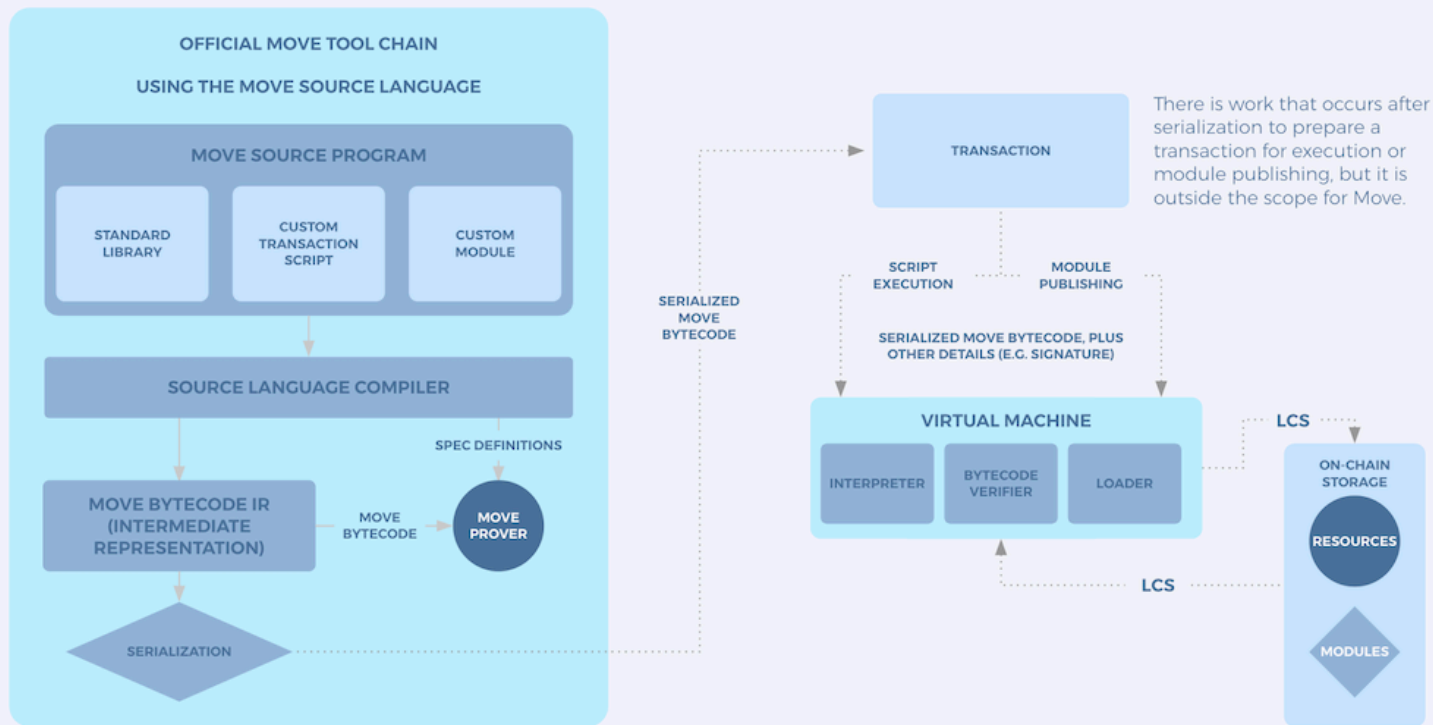 OFFICIAL MOVE TOOL CHAIN
USING THE MOVE SOURCE LANGUAGE
MOVE SOURCE PROGRAM
STANDARD
LIBRARY
CUSTOM
TRANSACTION
SCRIPT
CUSTOM
MODULE
SOURCE LANGUAGE COMPILER
SPEC DEFINITIONS
MOVE BYTECODE IR
(INTERMEDIATE
REPRESENTATION)
MOVE
BYTECODE
MOVE
PROVER
SERIALIZATION
SERIALIZED
MOVE
BYTECODE
TRANSACTION
There is work that occurs after
serialization to prepare a
transaction for execution or
module publishing, but it is
outside the scope for Move.
SCRIPT
EXECUTION
MODULE
PUBLISHING
SERIALIZED MOVE BYTECODE, PLUS
OTHER DETAILS (E.G. SIGNATURE)
VIRTUAL MACHINE
INTERPRETER
BYTECODE
VERIFIER
LOADER
LCS
LCS
ON-CHAIN
STORAGE
RESOURCES
MODULES